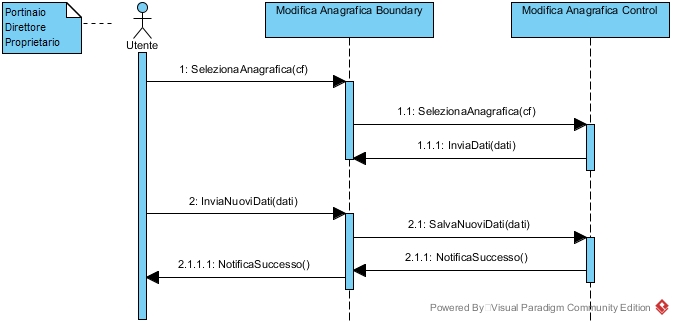 Portinaio
Direttore
Proprietario
Utente
Modifica Anagrafica Boundary
Modifica Anagrafica Control
1: SelezionaAnagrafica(cf)
1.1: SelezionaAnagrafica(cf)
1.1.1: InviaDati(dati)
2: InviaNuoviDati(dati)
2.1: SalvaNuoviDati(dati)
2.1.1: NotificaSuccesso()
2.1.1.1: NotificaSuccesso()
Powered By Visual Paradigm Community Edition